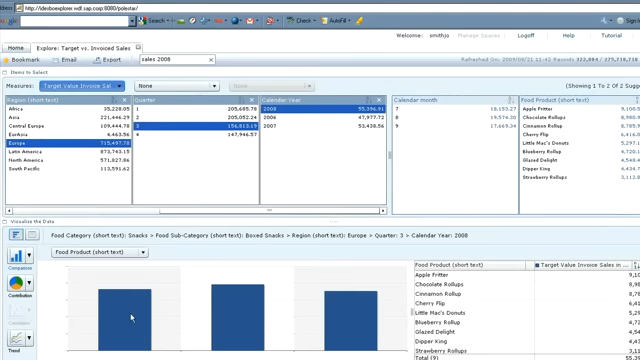 http://idesboexplorer.wdf.sap.corp:8080/polestar/
Google Search Check AutoFill Sign In
Welcome: smithjo Manage Spaces Logoff Help Tutorial
Home Explore: Target vs. Invoiced Sales
Bookmark Email Export sales 2008
Items to Select
Measures: Target Value Invoice Sal None None (Showing 1 To 2 Of 2 Sugg
Region (short text) Quarter Calendar Year Calendar month Food Product (short text)
Africa 35,228.05 1 205,685.78 2008 55,396.91 7 18,153.27 Apple Fritter
Asia 221,446.29 2 205,052.24 2006 47,977.72 8 19,574.30 Chocolate Rollups
Central Europe 109,444.78 3 156,813.19 2007 53,438.56 9 17,669.34 Cinnamon Rollup
EurAsia 4,463.56 4 147,946.57 Cherry Flip
Europe 715,497.78 Little Mac's Donuts
Latin America 873,743.15 Blueberry Rollup
North America 571,827.86 Glazed Delight
South Pacific 113,591.62 Dipper King
Strawberry Rollups
Visualize the Data
Food Category (short text): Snacks > Food Sub-Category (short text): Boxed Snacks > Region (short text): Europe > Quarter: 3 > Calendar Year: 2008
Food Product (short text)
Comparison
Contribution
Trend
Food Product (short text) Target Value Invoice Sales in ...
Apple Fritter
Chocolate Rollups
Cinnamon Rollup
Cherry Flip
Little Mac's Donuts
Blueberry Rollup
Glazed Delight
Dipper King
Strawberry Rollups
Total (9)